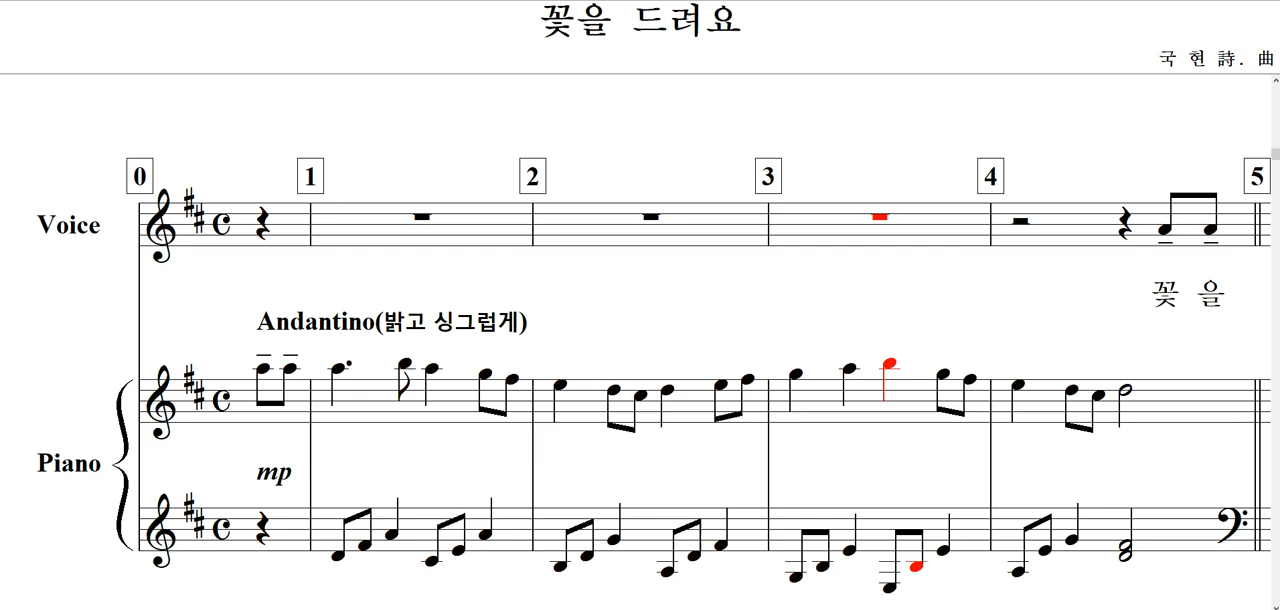 꽃을 드려요
국 현 詩. 曲
0 1 2 3 4 5
Voice
꽃 을
Andantino(밝고 싱그럽게)
Piano
mp